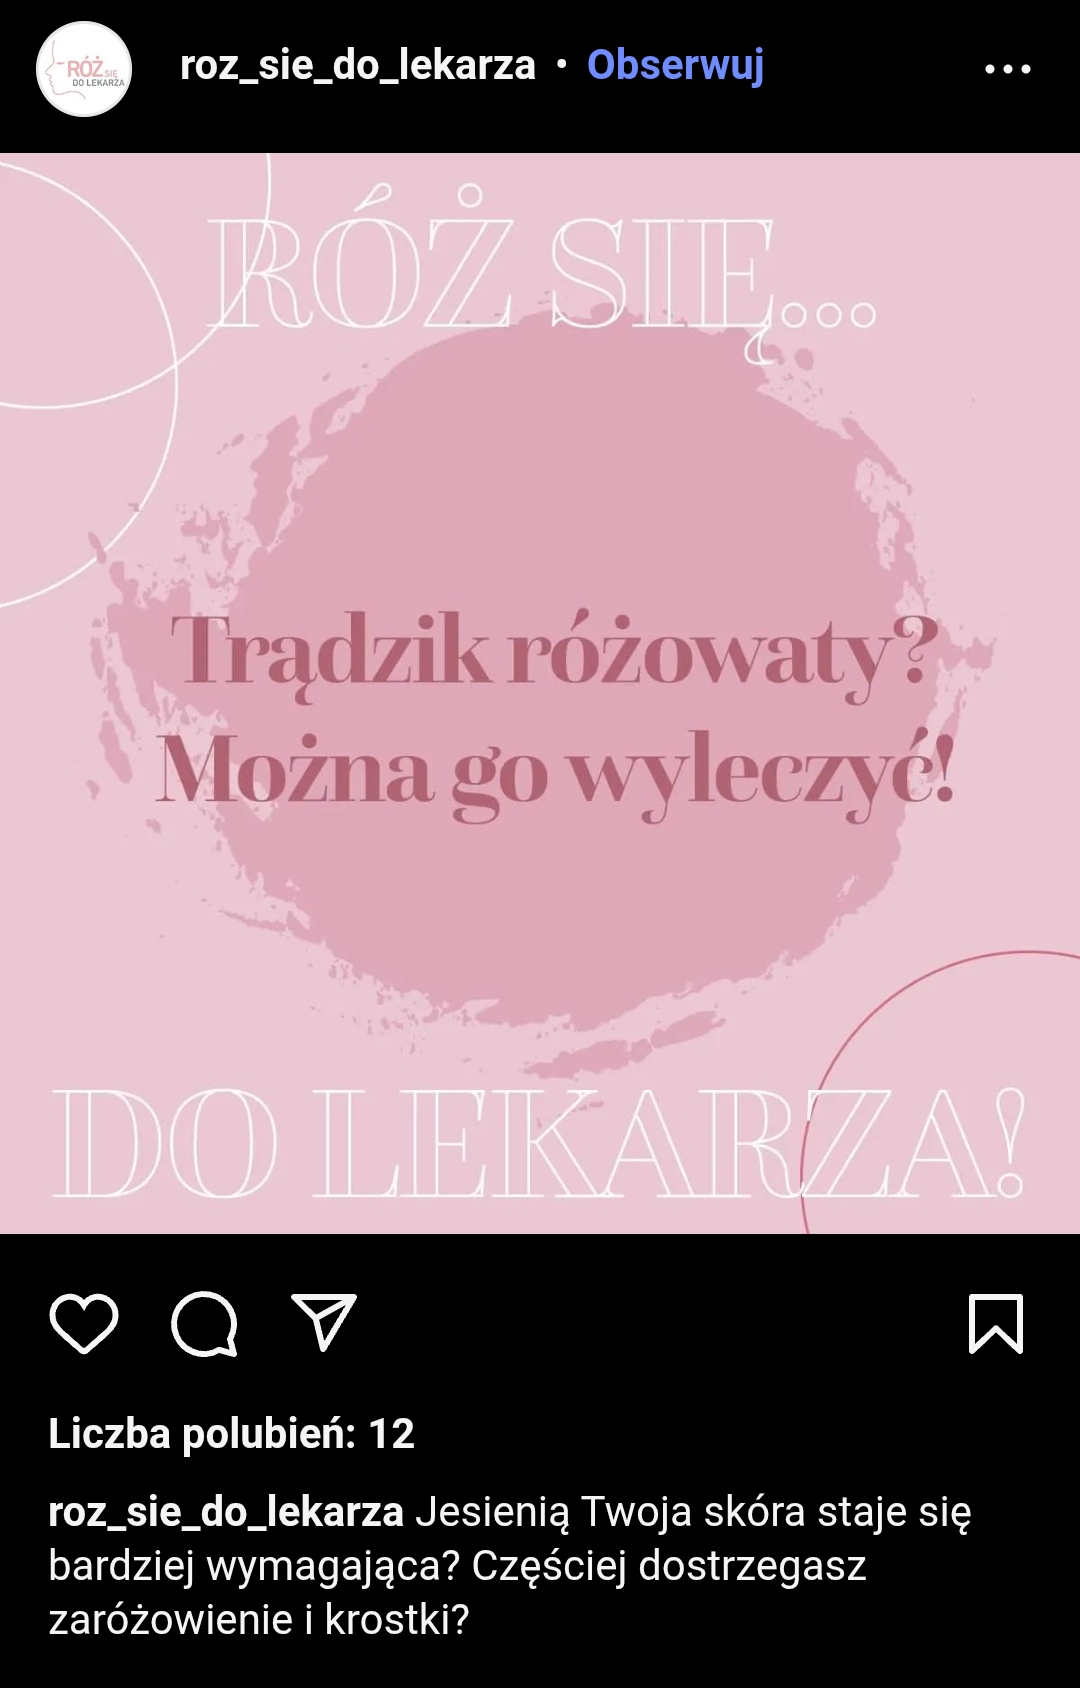 RÓŻ SIĘ
DO LEKARZA
roz_sie_do_lekarza • Obserwuj
RÓŻ SIĘ...
Trądzik różowaty?
Można go wyleczyć!
DO LEKARZA!
Liczba polubień: 12
roz_sie_do_lekarza Jesienią Twoja skóra staje się
bardziej wymagająca? Częściej dostrzegasz
zaróżowienie i krostki?